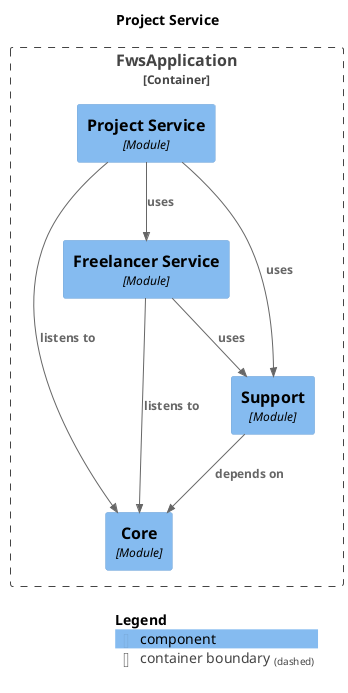 Project Service
FwsApplication
[Container]
Project Service
[Module]
uses
Freelancer Service
[Module]
uses
listens to
uses
listens to
Support
[Module]
depends on
Core
[Module]
Legend
component
container boundary (dashed)